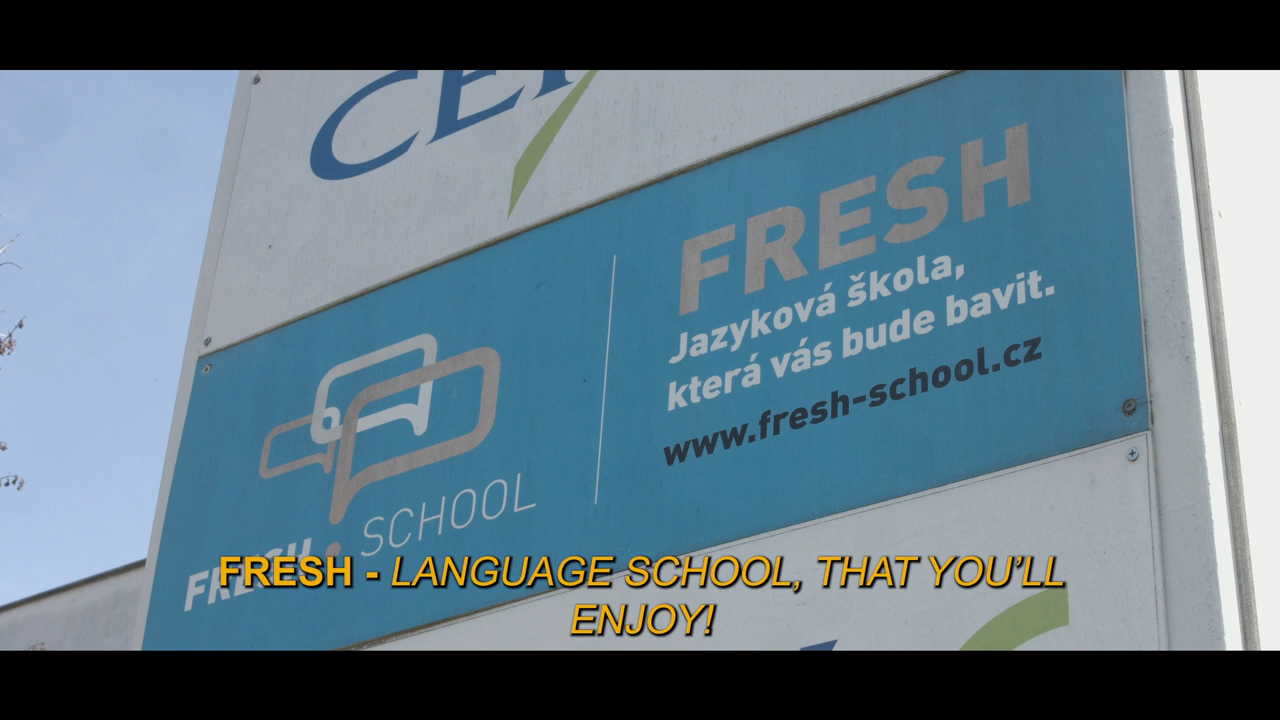 FRESH
Jazyková škola,
která vás bude bavit.
www.fresh-school.cz
FRESH • SCHOOL
FRESH - LANGUAGE SCHOOL, THAT YOU'LL
ENJOY!